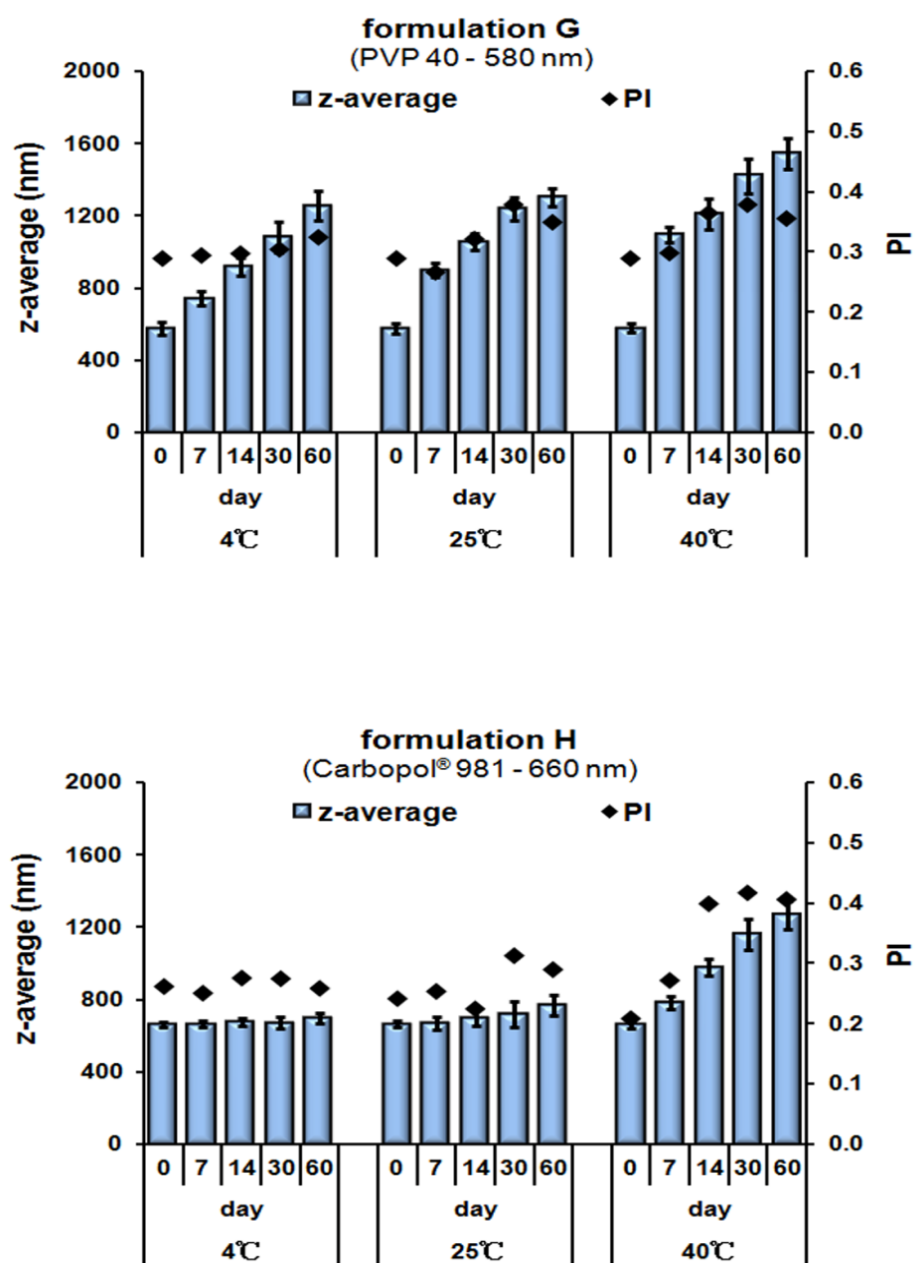 formulation G
(PVP 40 - 580 nm)
2000 0.6
z-average PI
1600 0.5
1200 0.4
0.3
800 0.2
400 0.1
0 0.0
z-average (nm)
PI
0 7 14 30 60 0 7 14 30 60 0 7 14 30 60
day day day
4℃ 25℃ 40℃
formulation H
(Carbopol® 981 - 660 nm)
2000 0.6
z-average PI
1600 0.5
1200 0.4
0.3
800 0.2
400 0.1
0 0.0
z-average (nm)
PI
0 7 14 30 60 0 7 14 30 60 0 7 14 30 60
day day day
4℃ 25℃ 40℃